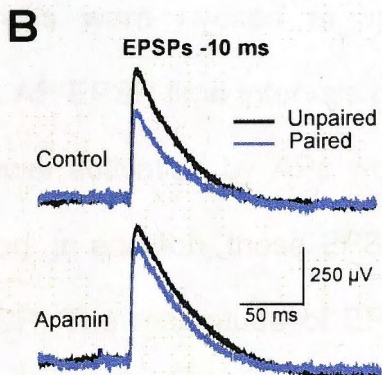 B
EPSPs -10 ms
Unpaired
Paired
Control
250 µV
50 ms
Apamin